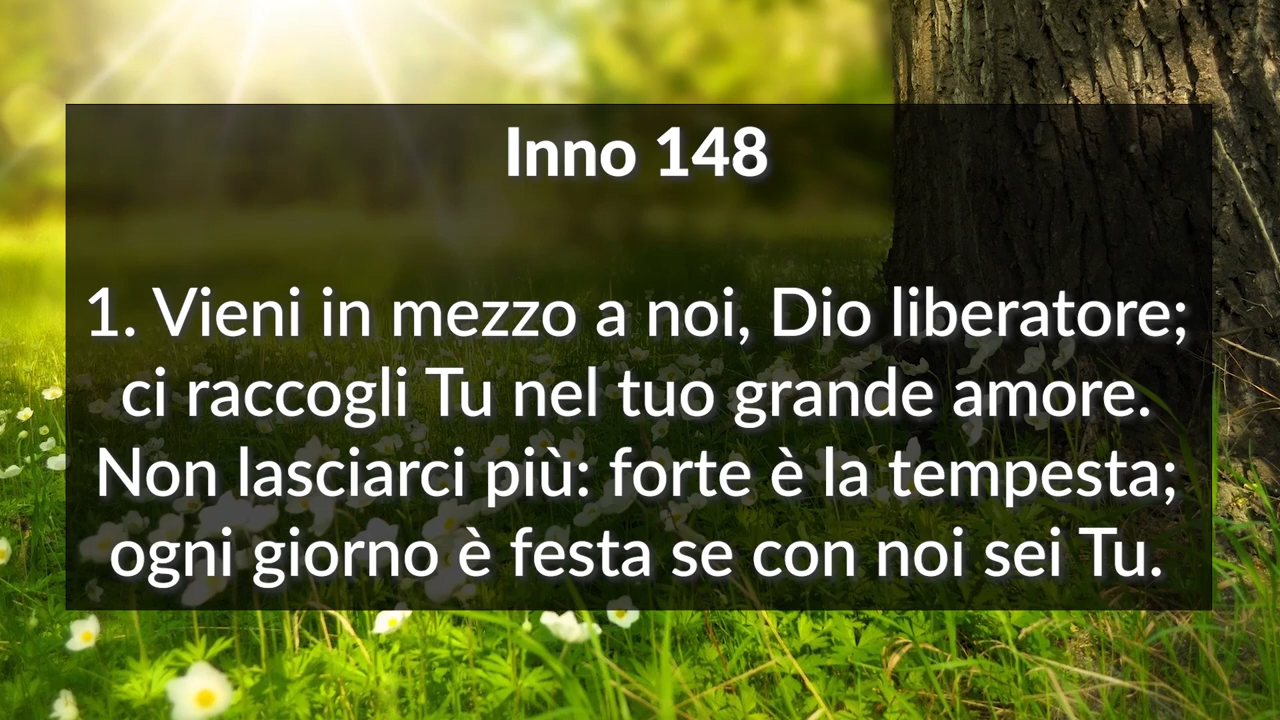 Inno 148
1. Vieni in mezzo a noi, Dio liberatore;
ci raccogli Tu nel tuo grande amore.
Non lasciarci più: forte è la tempesta;
ogni giorno è festa se con noi sei Tu.